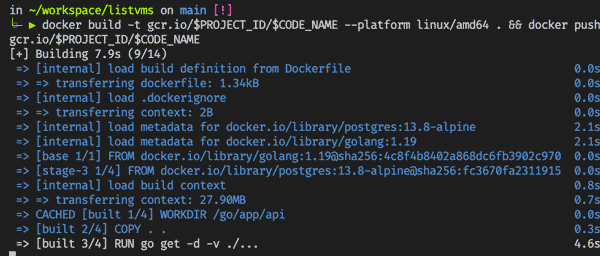 in ~/workspace/listvms on main [!]
└─ ▶ docker build -t gcr.io/$PROJECT_ID/$CODE_NAME --platform linux/amd64 . && docker push
gcr.io/$PROJECT_ID/$CODE_NAME
[+] Building 7.9s (9/14)
=> [internal] load build definition from Dockerfile 0.0s
=> => transferring dockerfile: 1.34kB 0.0s
=> [internal] load .dockerignore 0.0s
=> => transferring context: 2B 0.0s
=> [internal] load metadata for docker.io/library/postgres:13.8-alpine 2.1s
=> [internal] load metadata for docker.io/library/golang:1.19 2.1s
=> [base 1/1] FROM docker.io/library/golang:1.19@sha256:4c8f4b8402a868dc6fb3902c970 0.0s
=> [stage-3 1/4] FROM docker.io/library/postgres:13.8-alpine@sha256:fc3670fa2311915 0.0s
=> [internal] load build context 0.8s
=> => transferring context: 27.90MB 0.7s
=> CACHED [built 1/4] WORKDIR /go/app/api 0.0s
=> [built 2/4] COPY . . 0.3s
=> [built 3/4] RUN go get -d -v ./... 4.6s